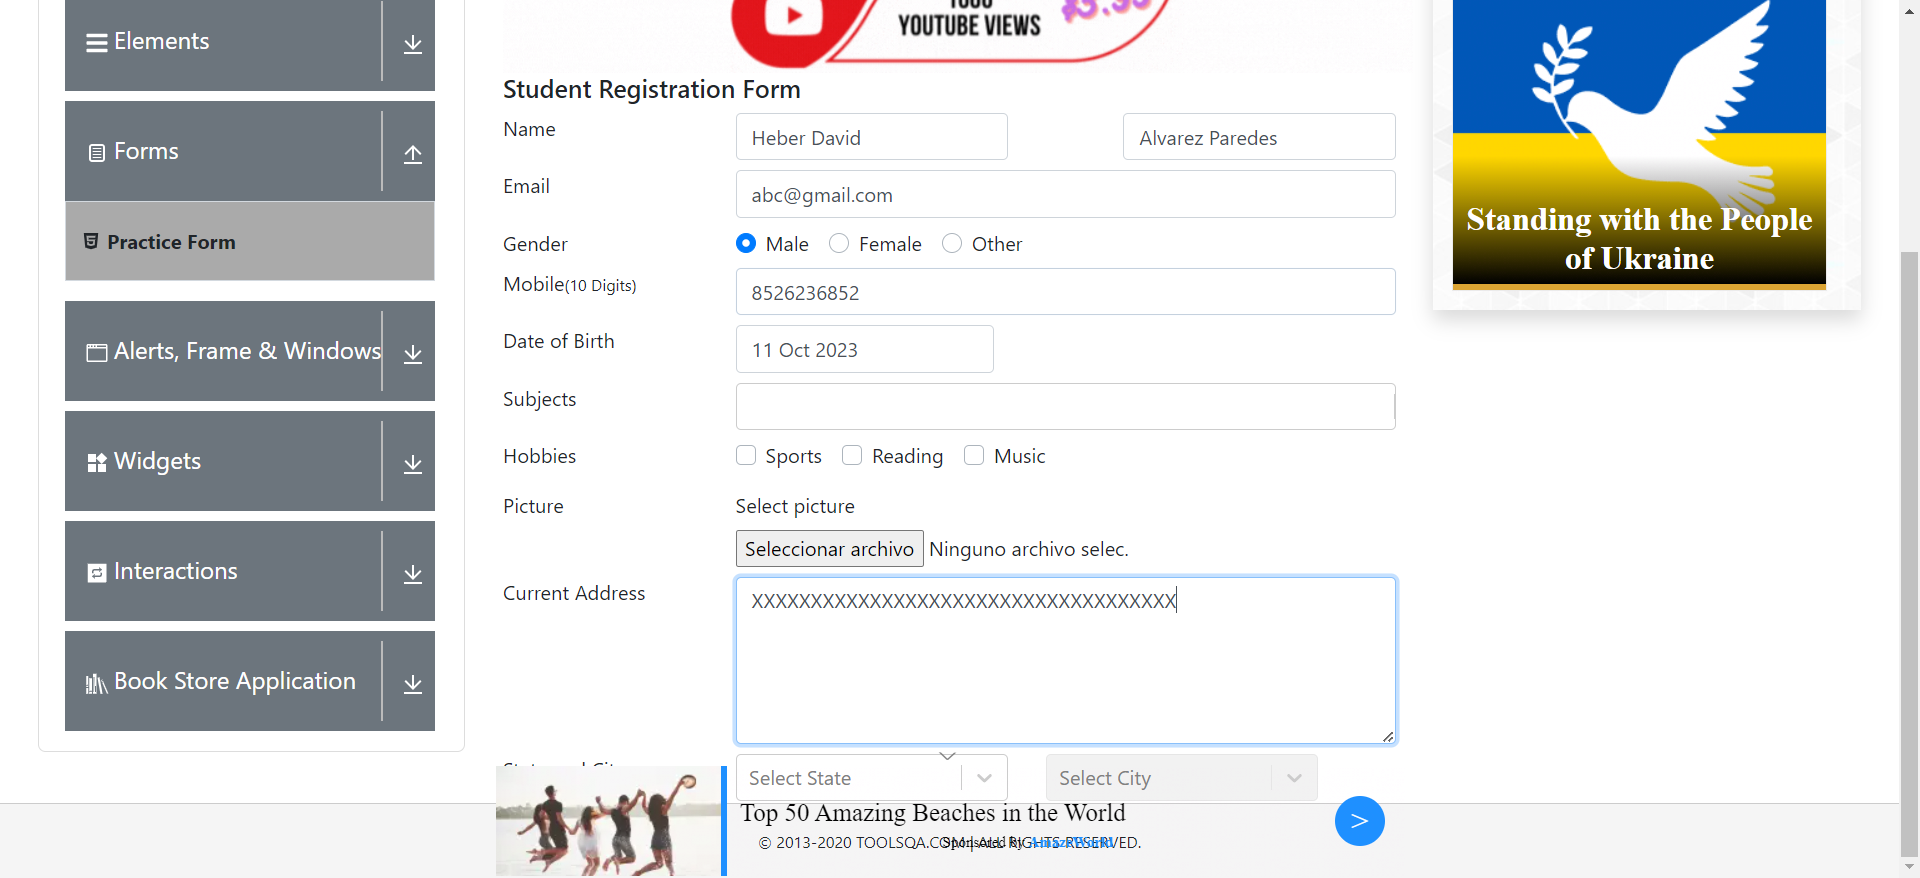 Elements
Forms
Practice Form
Alerts, Frame & Windows
Widgets
Interactions
Book Store Application
YOUTUBE VIEWS
Student Registration Form
Name
Heber David
Alvarez Paredes
Email
abc@gmail.com
Gender
Male
Female
Other
Mobile(10 Digits)
8526236852
Date of Birth
11 Oct 2023
Subjects
Hobbies
Sports
Reading
Music
Picture
Select picture
Seleccionar archivo
Ninguno archivo selec.
Current Address
XXXXXXXXXXXXXXXXXXXXXXXXXXXXXXXXXXXX
Select State
Select City
Top 50 Amazing Beaches in the World
>
© 2013-2020 TOOLSQA.COM | ALL RIGHTS RESERVED.
Standing with the People
of Ukraine